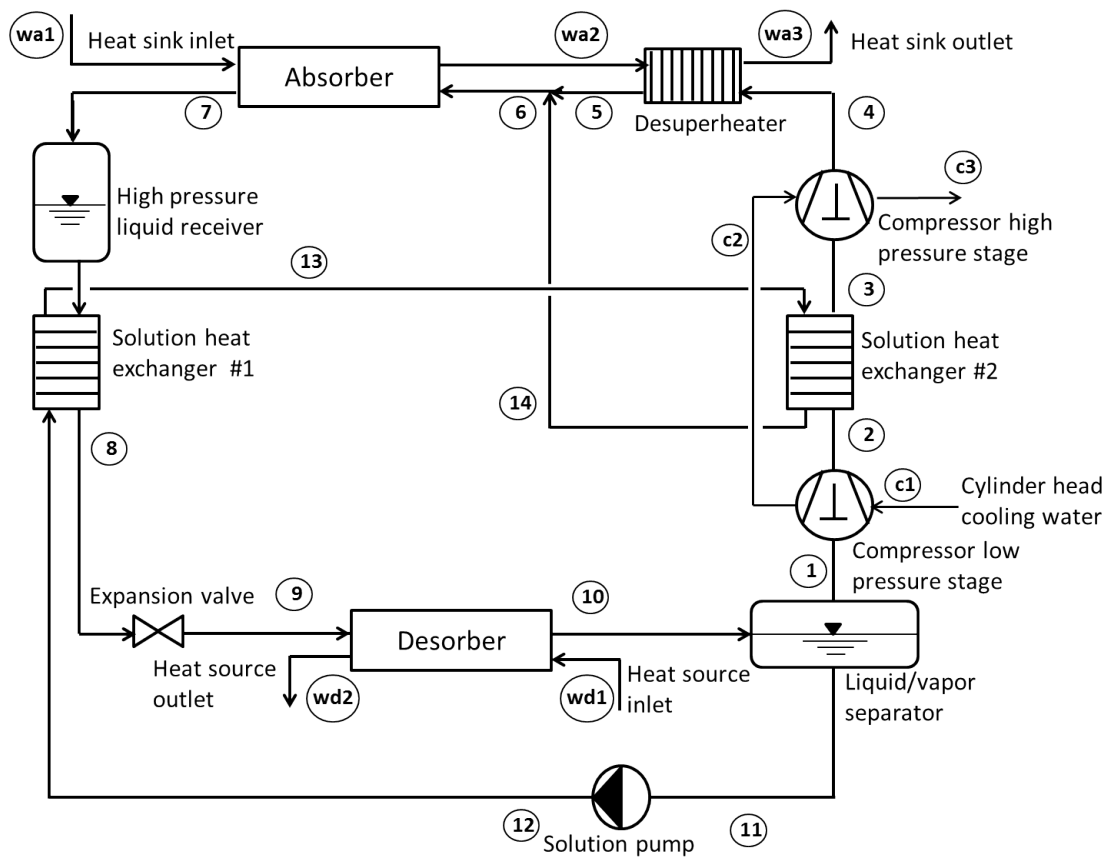 wa1
Heat sink inlet
wa2
wa3
Heat sink outlet
Absorber
7
6
5
Desuperheater
4
High pressure
liquid receiver
c3
Compressor high
pressure stage
c2
13
3
Solution heat
exchanger #1
Solution heat
exchanger #2
14
8
2
c1
Cylinder head
cooling water
Compressor low
pressure stage
1
Expansion valve
9
10
Desorber
Heat source
outlet
wd2
wd1
Heat source
inlet
Liquid/vapor
separator
12
Solution pump
11